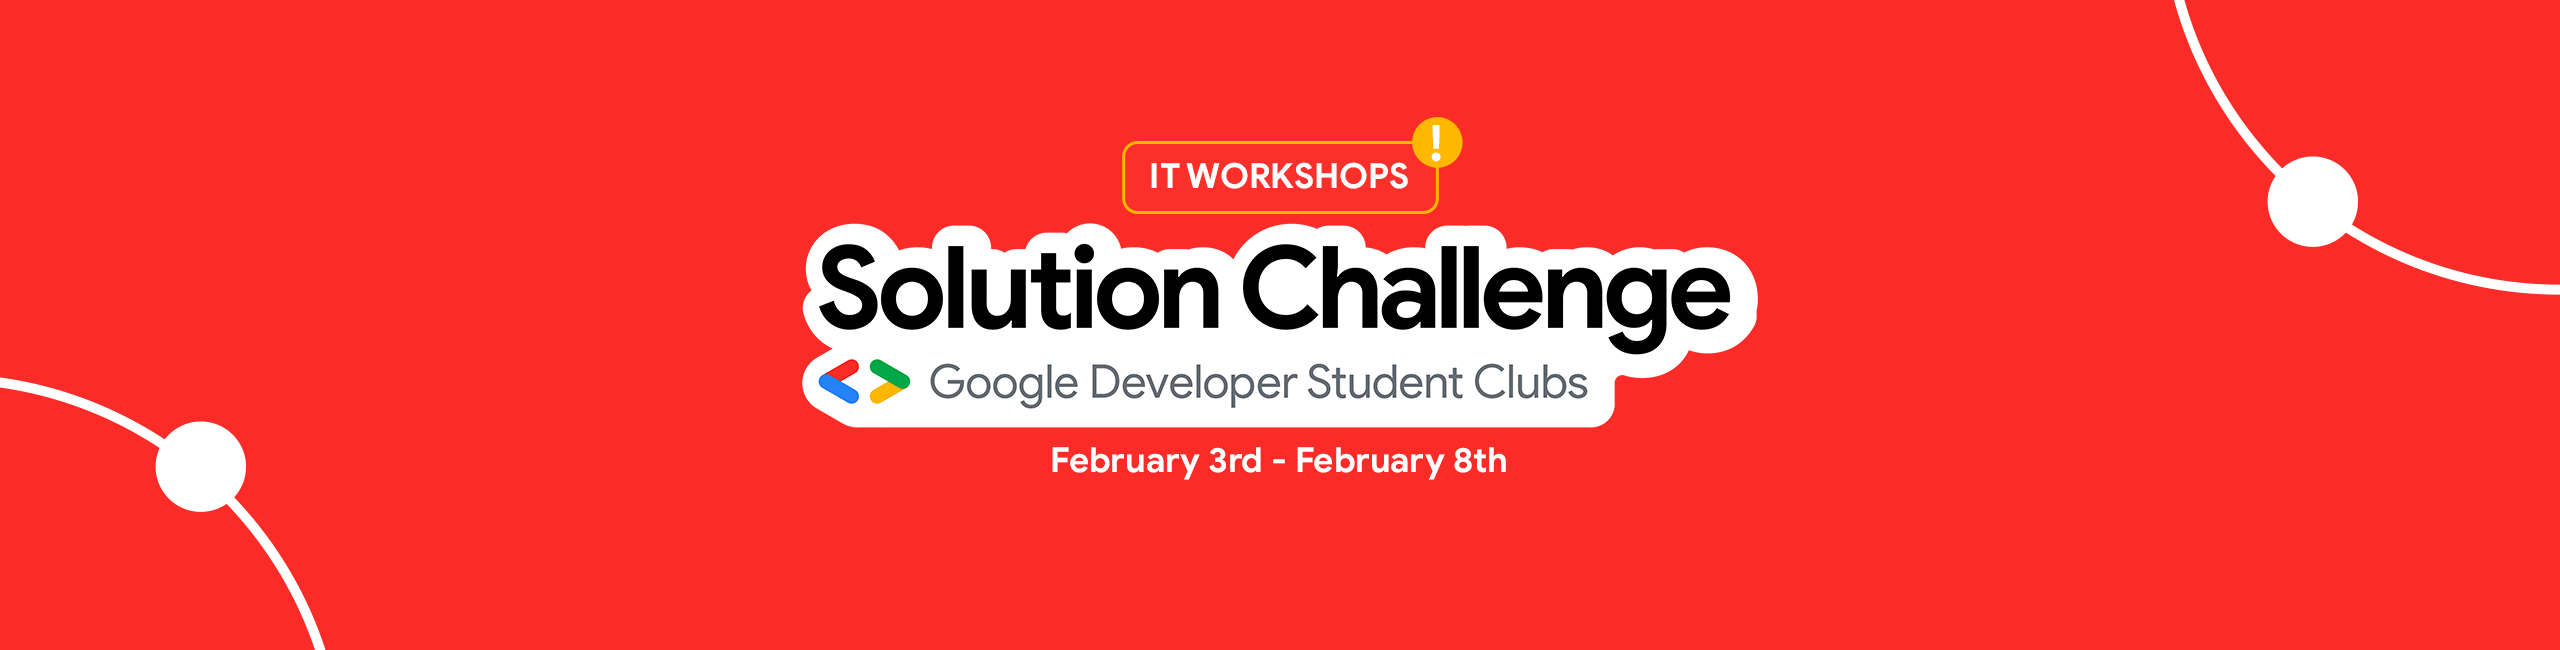 !
IT WORKSHOPS
Solution Challenge
Google Developer Student Clubs
February 3rd - February 8th